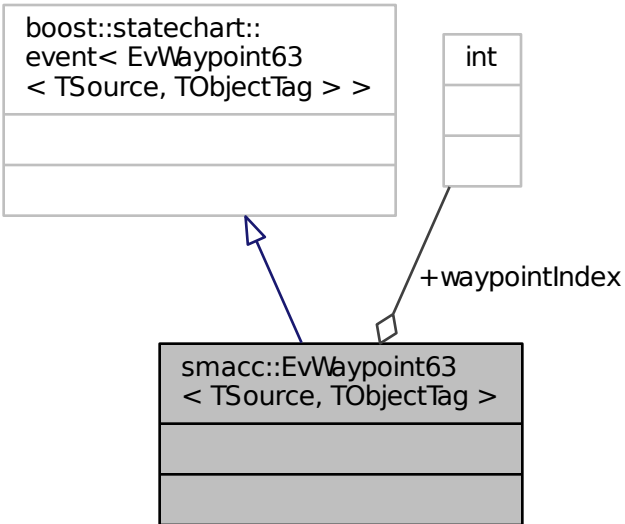 boost::statechart::
event< EvWaypoint63
< TSource, TObjectTag > >
int
+waypointIndex
smacc::EvWaypoint63
< TSource, TObjectTag >